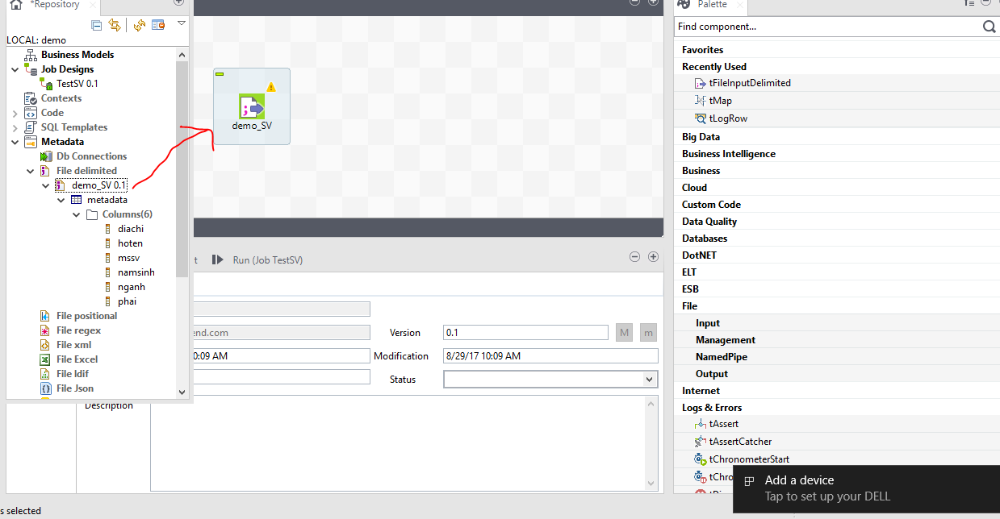 *Repository
LOCAL: demo
Business Models
Job Designs
TestSV 0.1
Contexts
Code
SQL Templates
Metadata
Db Connections
File delimited
demo_SV 0.1
metadata
Columns(6)
diachi
hoten
mssv
namsinh
nganh
phai
File positional
File regex
File xml
File Excel
File ldif
File Json
demo_SV
t
Run (Job TestSV)
end.com
Version
0.1
M
m
0:09 AM
Modification
8/29/17 10:09 AM
Status
Description
s selected
Palette
Find component...
Favorites
Recently Used
tFileInputDelimited
tMap
tLogRow
Big Data
Business Intelligence
Business
Cloud
Custom Code
Data Quality
Databases
DotNET
ELT
ESB
File
Input
Management
NamedPipe
Output
Internet
Logs & Errors
tAssert
tAssertCatcher
tChronometerStart
tChro
Add a device
Tap to set up your DELL